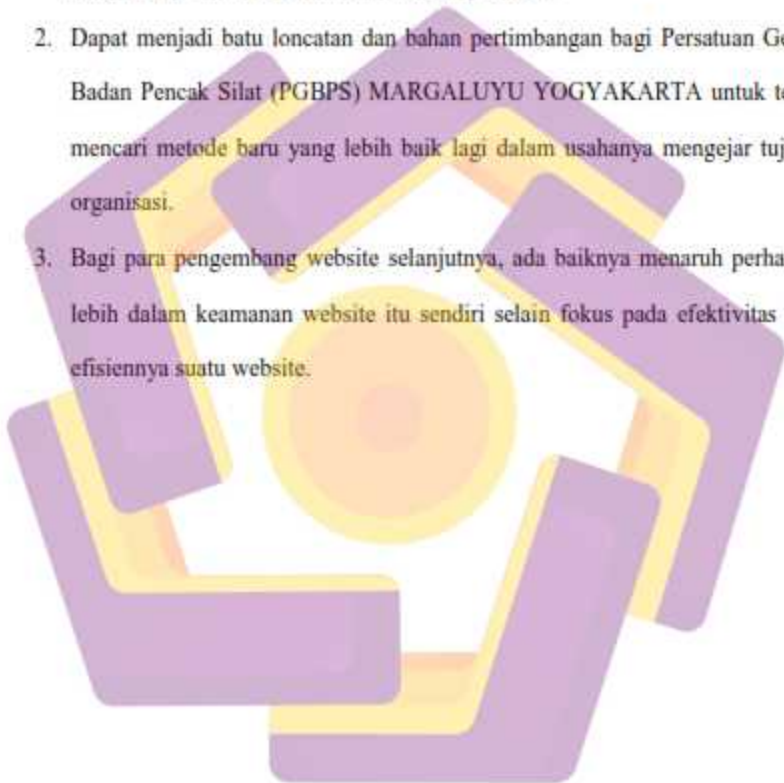 2. Dapat menjadi batu loncatan dan bahan pertimbangan bagi Persatuan
Badan Pencak Silat (PGBPS) MARGALUYU YOGYAKARTA untuk
mencari metode baru yang lebih baik lagi dalam usahanya mengejar
organisasi.
3. Bagi para pengembang website selanjutnya, ada baiknya menaruh
lebih dalam keamanan website itu sendiri selain fokus pada efektivitas
efisiennya suatu website.